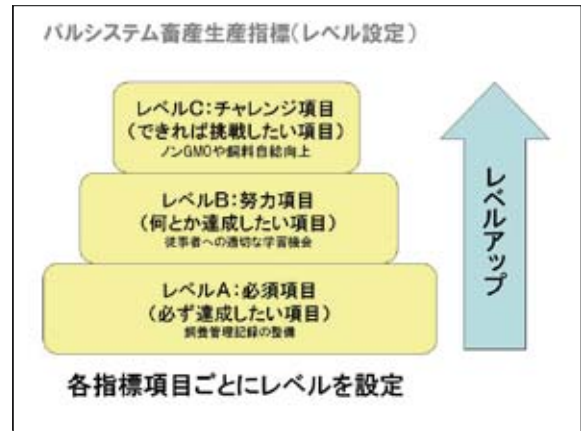 パルシステム畜産生産指標(レベル設定)
レベルC:チャレンジ項目
(できれば挑戦したい項目)
ノンGMOや飼料自給向上
レベルB:努力項目
(何とか達成したい項目)
従事者への適切な学習機会
レベルA:必須項目
(必ず達成したい項目)
飼養管理記録の整備
レベルアップ
各指標項目ごとにレベルを設定